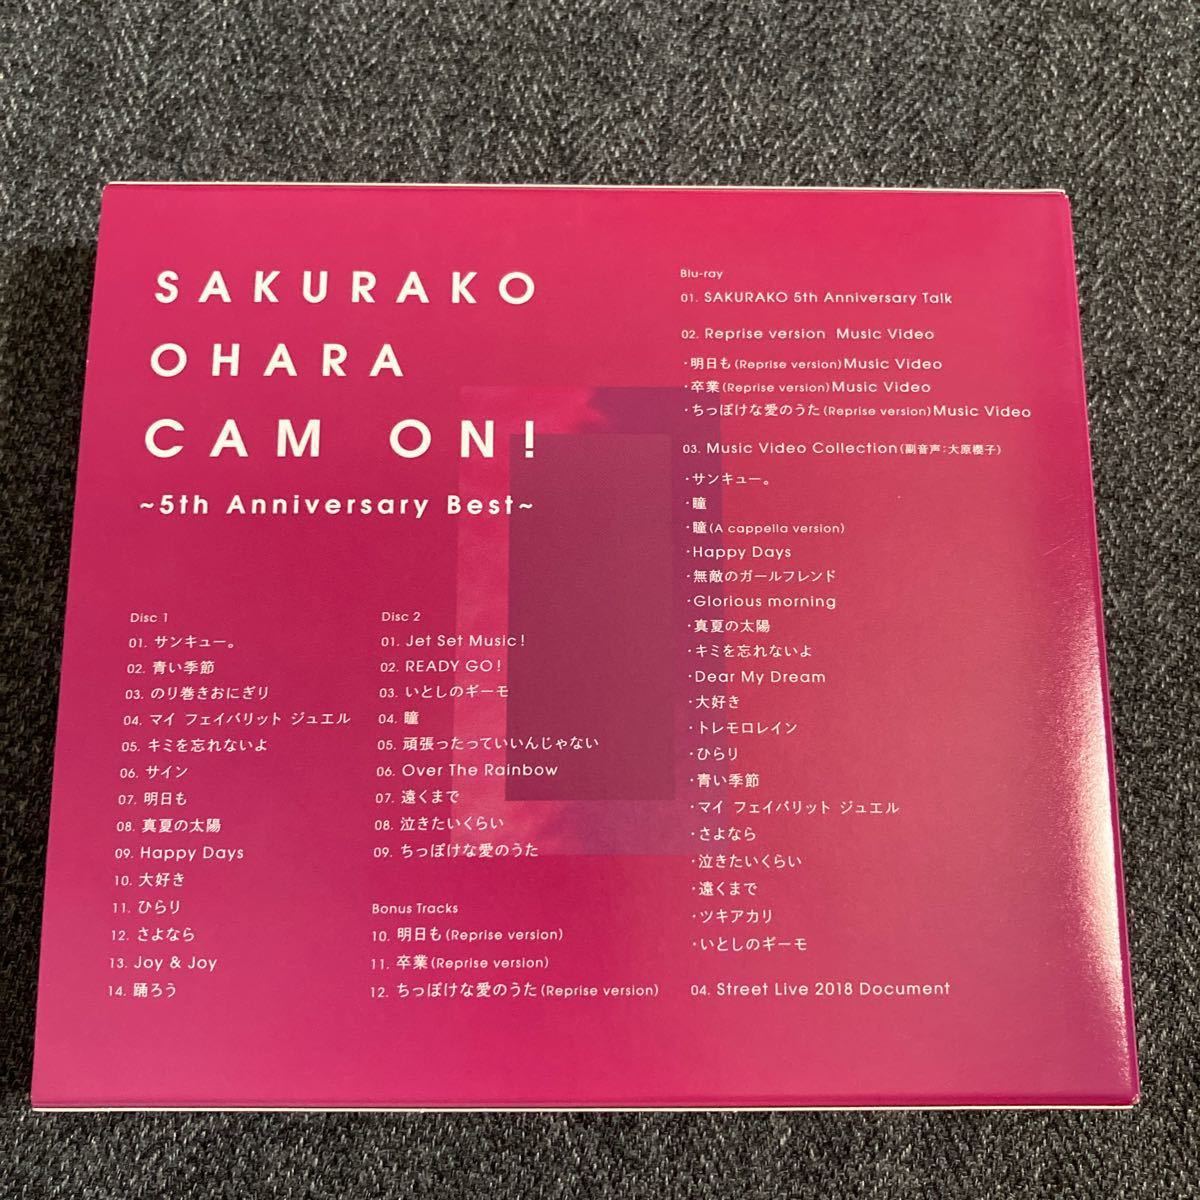 SAKURAKO
OHARA
CAM ON!
~5th Anniversary Best~
Disc 1
01. サンキュー。
02. 青い季節
03. のり巻きおにぎり
04. マイ フェイバリット ジュエル
05. キミを忘れないよ
06. サイン
07. 明日も
08. 真夏の太陽
09. Happy Days
10. 大好き
11. ひらり
12. さよなら
13. Joy & Joy
14. 踊ろう
Disc 2
01. Jet Set Music!
02. READY GO!
03. いとしのギーモ
04. 瞳
05. 頑張ったっていいんじゃない
06. Over The Rainbow
07. 遠くまで
08. 泣きたいくらい
09. ちっぽけな愛のうた
Bonus Tracks
10. 明日も(Reprise version)
11. 卒業(Reprise version)
12. ちっぽけな愛のうた(Reprise version)
Blu-ray
01. SAKURAKO 5th Anniversary Talk
02. Reprise version Music Video
・明日も(Reprise version)Music Video
・卒業(Reprise version)Music Video
・ちっぽけな愛のうた(Reprise version)Music Video
03. Music Video Collection(副音声:大原櫻子)
・サンキュー。
・瞳
・瞳(A cappella version)
・Happy Days
・無敵のガールフレンド
・Glorious morning
・真夏の太陽
・キミを忘れないよ
・Dear My Dream
・大好き
・トレモロレイン
・ひらり
・青い季節
・マイ フェイバリット ジュエル
・さよなら
・泣きたいくらい
・遠くまで
・ツキアカリ
・いとしのギーモ
04. Street Live 2018 Document